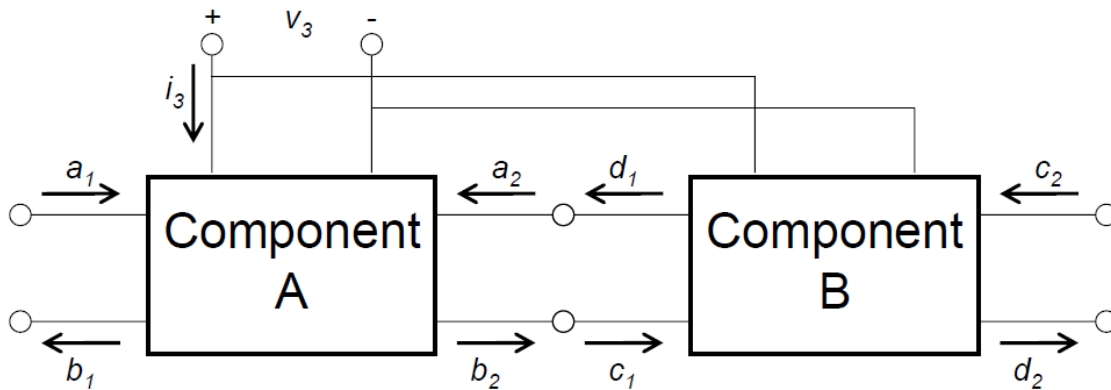 + v3 -
i3
a1 a2 d1 c2
Component A
Component B
b1 b2 c1 d2